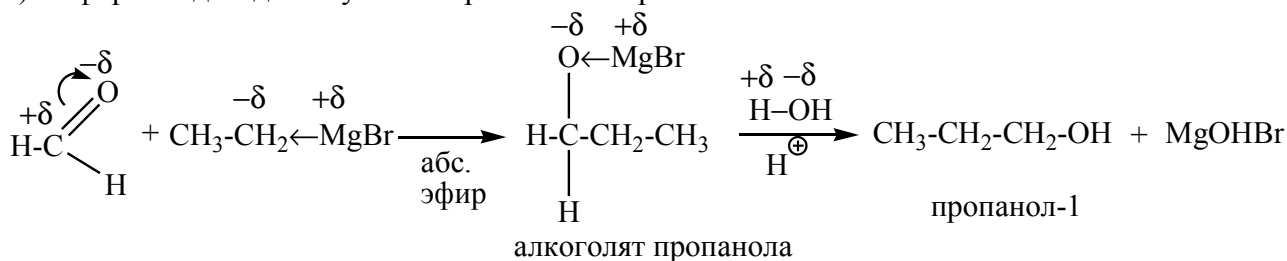 −δ +δ
−δ
O←MgBr
+δ −δ
+δ O −δ +δ H–OH
H-C + CH₃-CH₂←MgBr H-C-CH₂-CH₃ CH₃-CH₂-CH₂-OH + MgOHBr
H абс. H⊕
эфир H пропанол-1
алкоголят пропанола